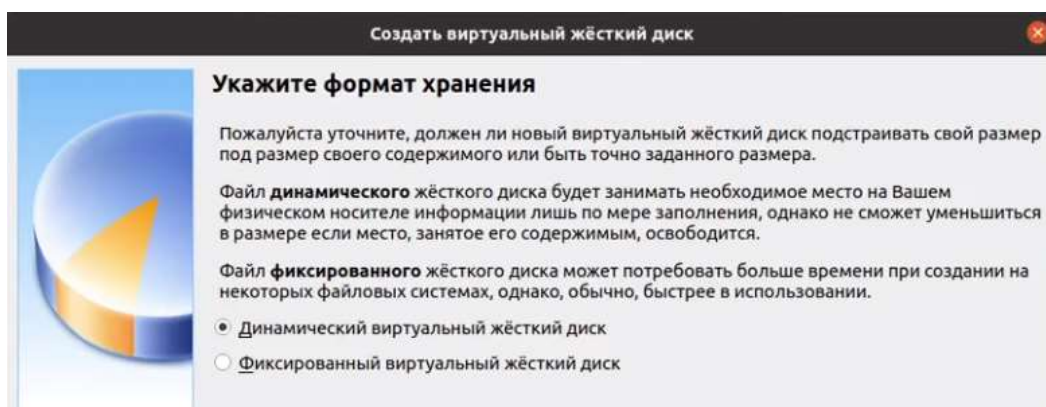 Создать виртуальный жёсткий диск
Укажите формат хранения
Пожалуйста уточните, должен ли новый виртуальный жёсткий диск подстраивать свой размер
под размер своего содержимого или быть точно заданного размера.
Файл динамического жёсткого диска будет занимать необходимое место на Вашем
физическом носителе информации лишь по мере заполнения, однако не сможет уменьшиться
в размере если место, занятое его содержимым, освободится.
Файл фиксированного жёсткого диска может потребовать больше времени при создании на
некоторых файловых системах, однако, обычно, быстрее в использовании.
Динамический виртуальный жёсткий диск
Фиксированный виртуальный жёсткий диск